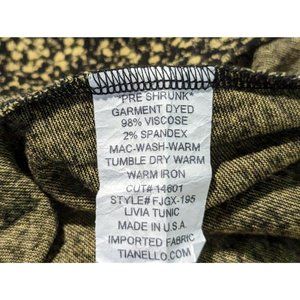 *PRE SHRUNK*
GARMENT DYED
98% VISCOSE
2% SPANDEX
MAC-WASH-WARM
TUMBLE DRY WARM
WARM IRON
CUT# 14601
STYLE# FJGX-195
LIVIA TUNIC
MADE IN U.S.A
IMPORTED FABRIC
TIANELLO.COM